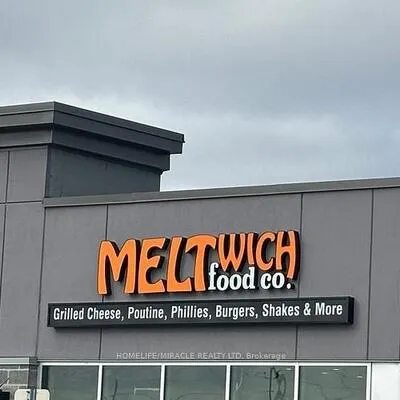 MELTWICH
food co.
Grilled Cheese, Poutine, Phillies, Burgers, Shakes & More
HOMELIFE/MIRACLE REALTY LTD. Brokerage